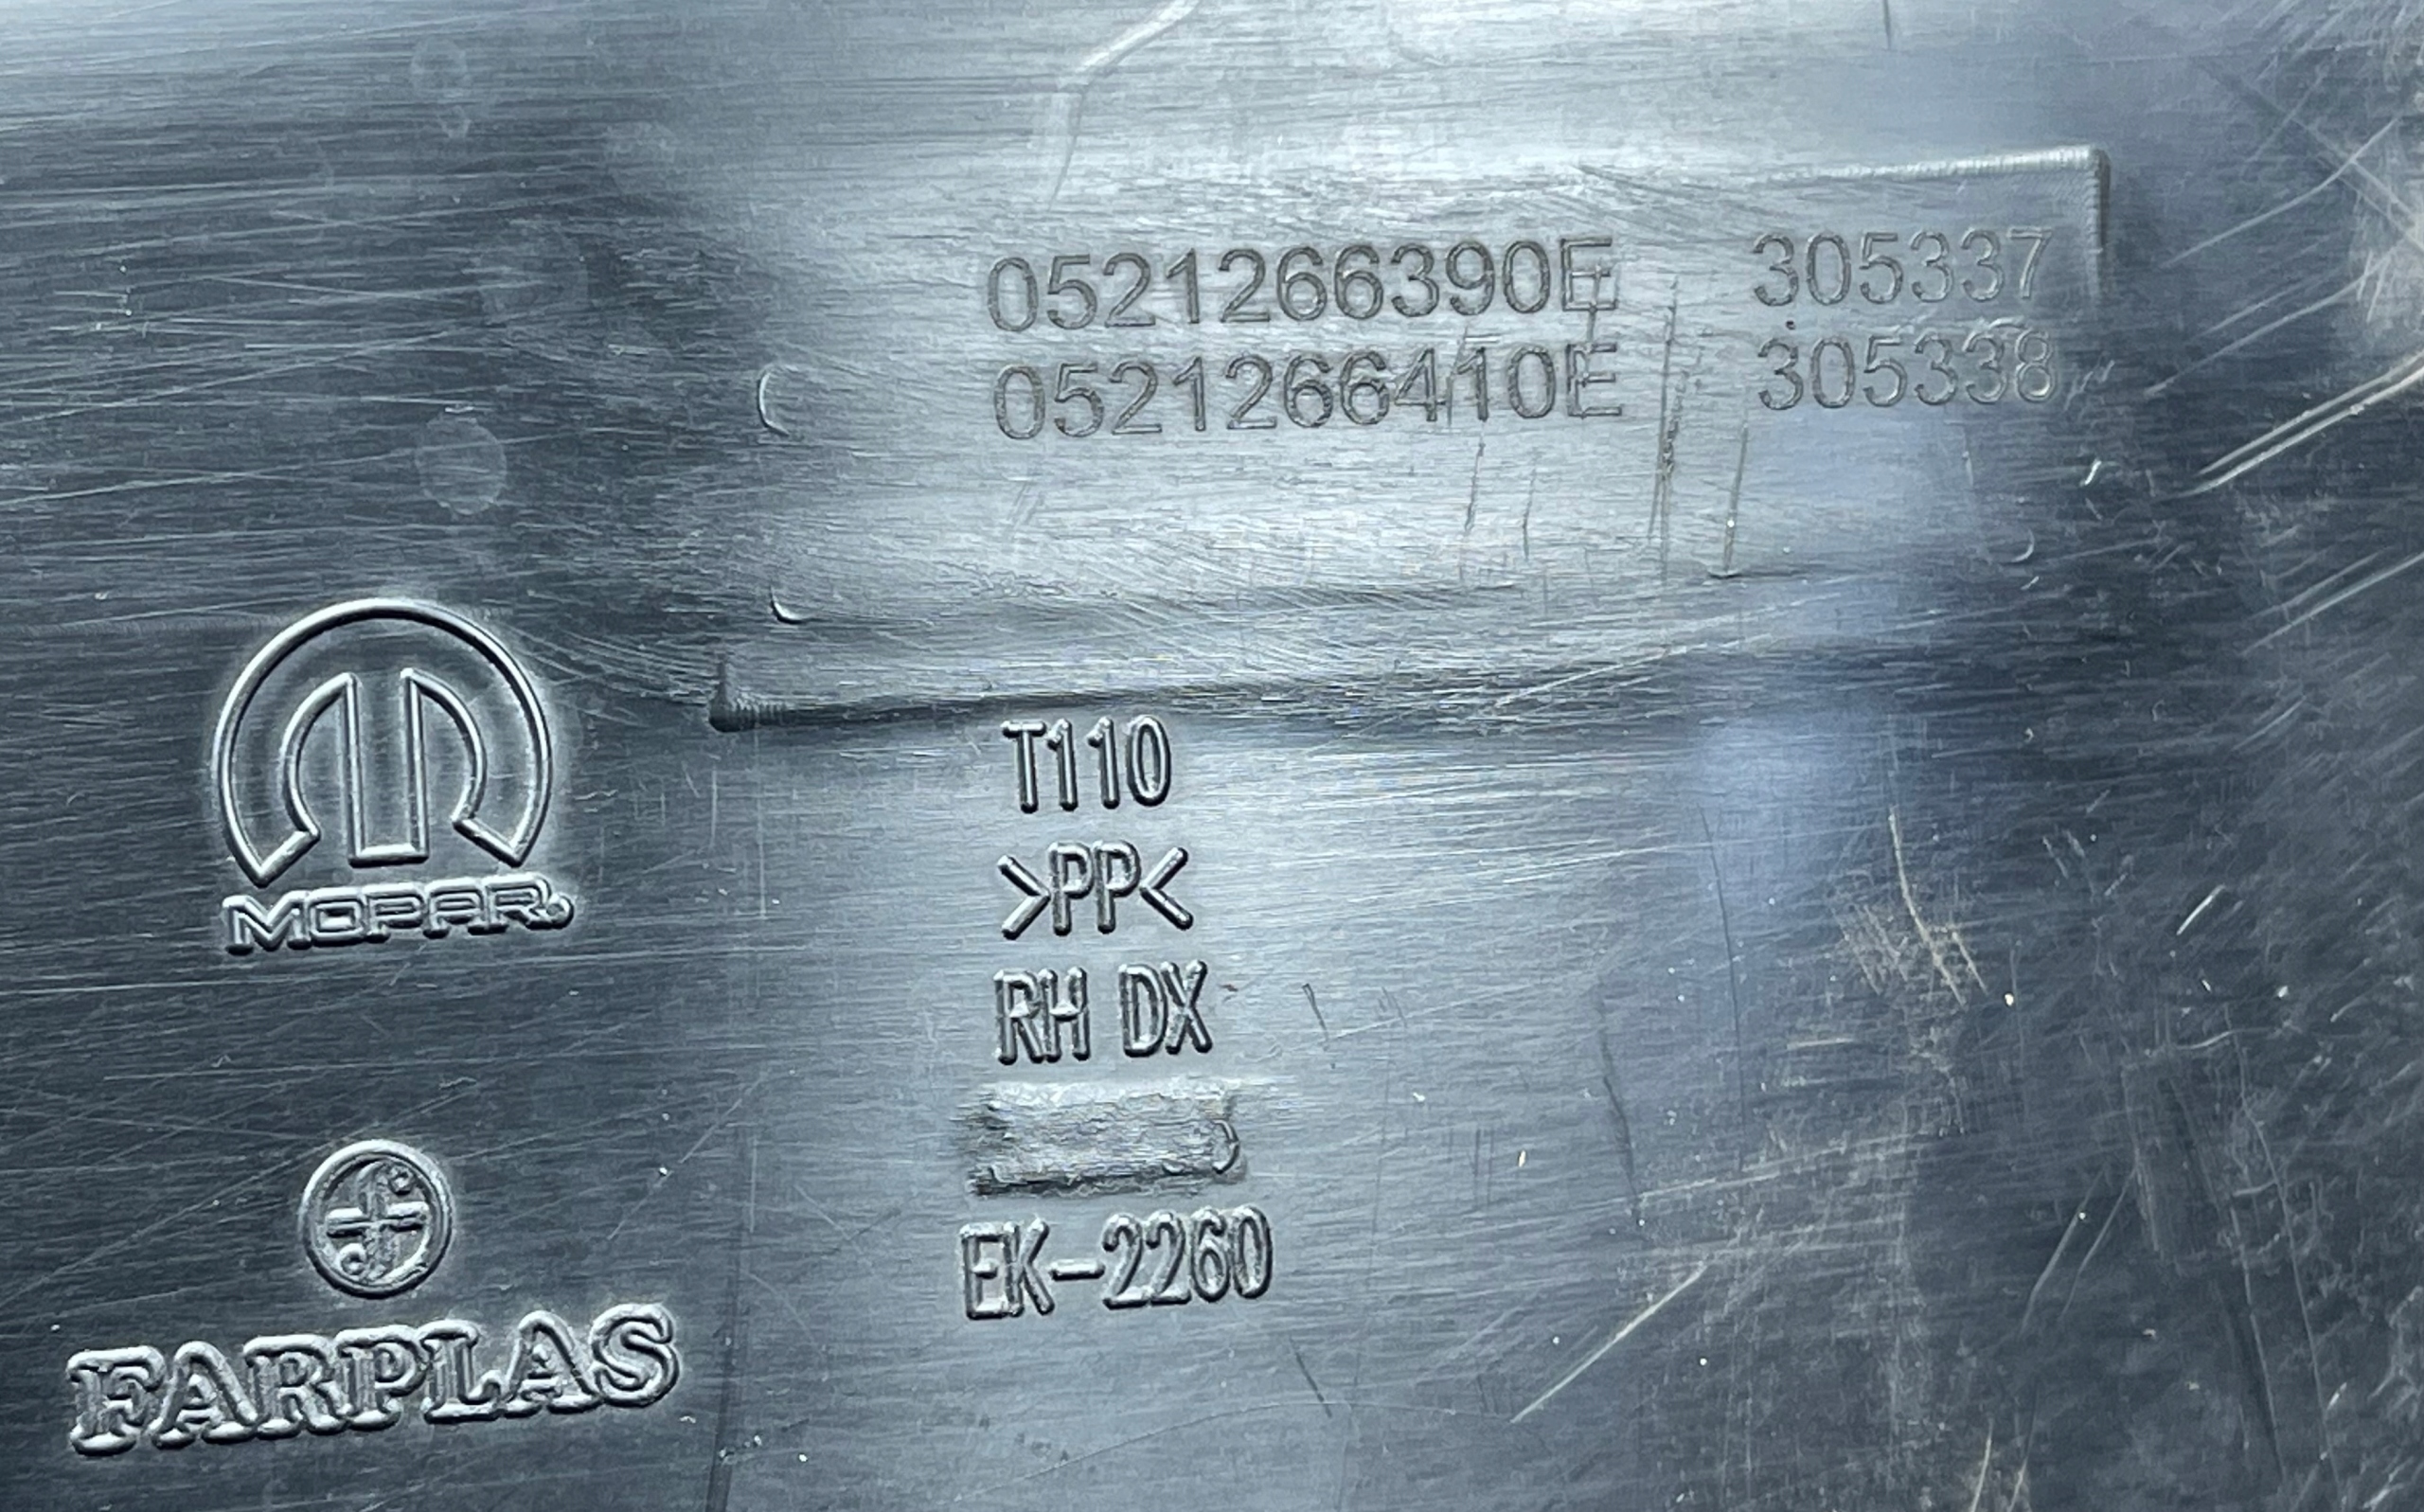 0521266390E 305337
0521266410E 305338
MOPAR
T110
>PP<
RH DX
EK-2260
FARPLAS